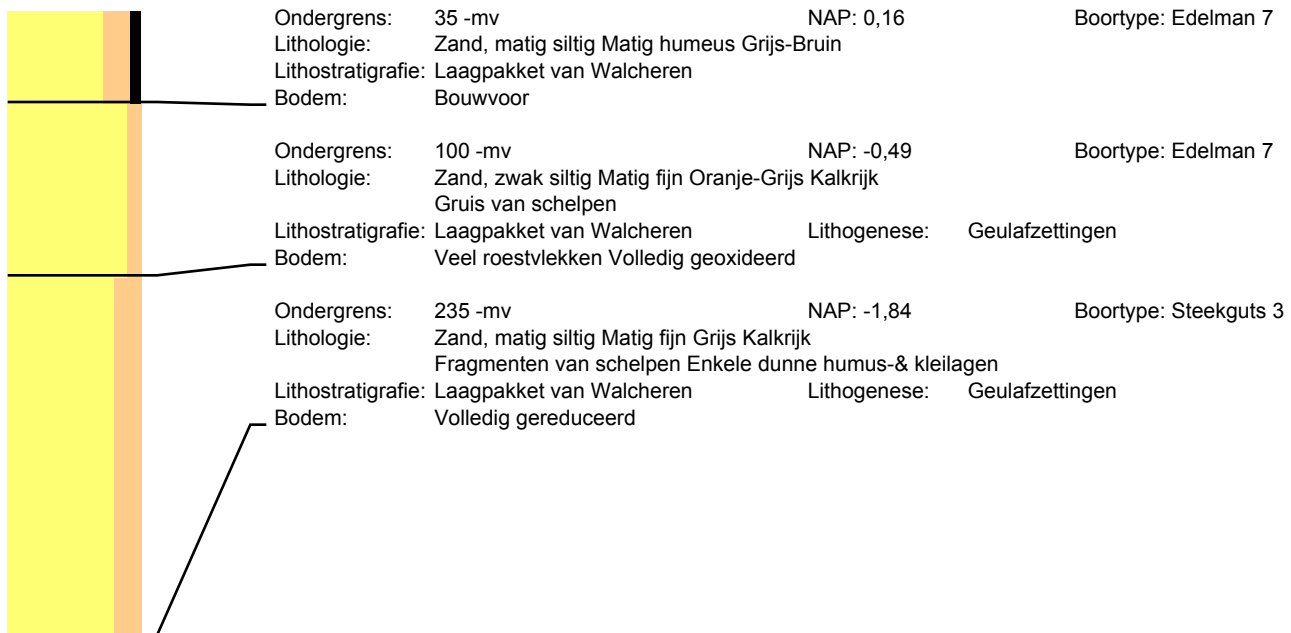 Ondergrens: 35 -mv NAP: 0,16 Boortype: Edelman 7
Lithologie: Zand, matig siltig Matig humeus Grijs-Bruin
Lithostratigrafie: Laagpakket van Walcheren
Bodem: Bouwvoor
Ondergrens: 100 -mv NAP: -0,49 Boortype: Edelman 7
Lithologie: Zand, zwak siltig Matig fijn Oranje-Grijs Kalkrijk
Gruis van schelpen
Lithostratigrafie: Laagpakket van Walcheren Lithogenese: Geulafzettingen
Bodem: Veel roestvlekken Volledig geoxideerd
Ondergrens: 235 -mv NAP: -1,84 Boortype: Steekguts 3
Lithologie: Zand, matig siltig Matig fijn Grijs Kalkrijk
Fragmenten van schelpen Enkele dunne humus-& kleilagen
Lithostratigrafie: Laagpakket van Walcheren Lithogenese: Geulafzettingen
Bodem: Volledig gereduceerd